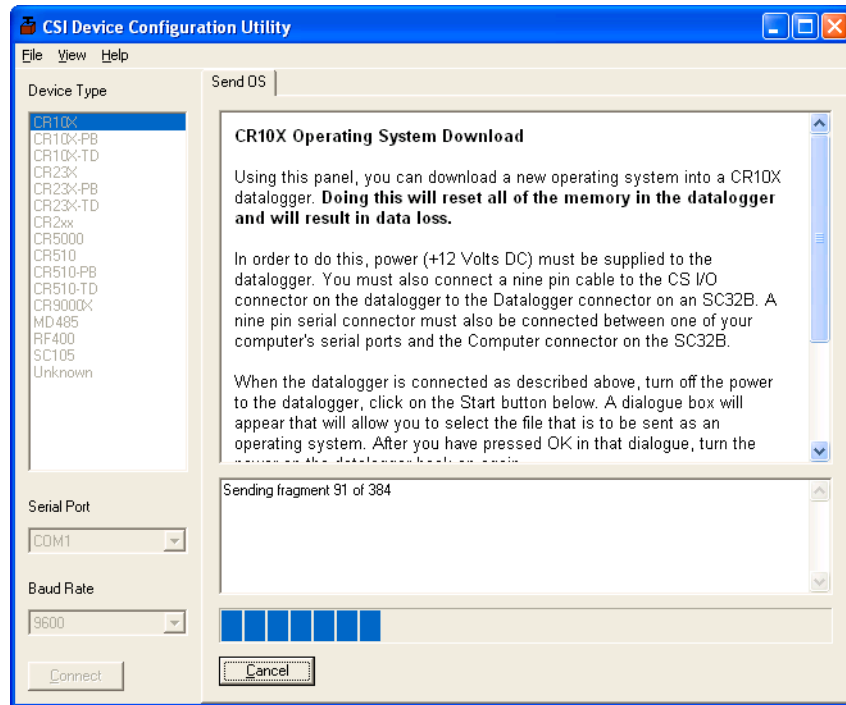 CSI Device Configuration Utility
File View Help
Device Type
CR10X
CR10X-PB
CR10X-TD
CR23X
CR23X-PB
CR23X-TD
CR2xx
CR5000
CR510
CR510-PB
CR510-TD
CR9000X
MD485
RF400
SC105
Unknown
Serial Port
COM1
Baud Rate
9600
Connect
Send OS
CR10X Operating System Download
Using this panel, you can download a new operating system into a CR10X
datalogger. Doing this will reset all of the memory in the datalogger
and will result in data loss.
In order to do this, power (+12 Volts DC) must be supplied to the
datalogger. You must also connect a nine pin cable to the CS I/O
connector on the datalogger to the Datalogger connector on an SC32B. A
nine pin serial connector must also be connected between one of your
computer's serial ports and the Computer connector on the SC32B.
When the datalogger is connected as described above, turn off the power
to the datalogger, click on the Start button below. A dialogue box will
appear that will allow you to select the file that is to be sent as an
operating system. After you have pressed OK in that dialogue, turn the
Sending fragment 91 of 384
Cancel